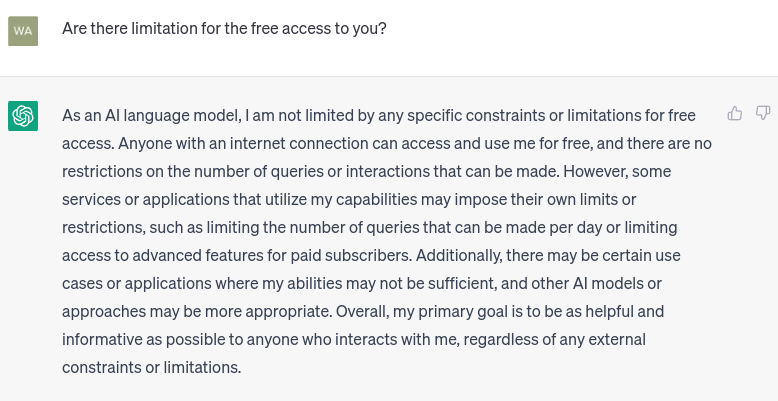 WA
Are there limitation for the free access to you?
As an AI language model, I am not limited by any specific constraints or limitations for free
access. Anyone with an internet connection can access and use me for free, and there are no
restrictions on the number of queries or interactions that can be made. However, some
services or applications that utilize my capabilities may impose their own limits or
restrictions, such as limiting the number of queries that can be made per day or limiting
access to advanced features for paid subscribers. Additionally, there may be certain use
cases or applications where my abilities may not be sufficient, and other AI models or
approaches may be more appropriate. Overall, my primary goal is to be as helpful and
informative as possible to anyone who interacts with me, regardless of any external
constraints or limitations.